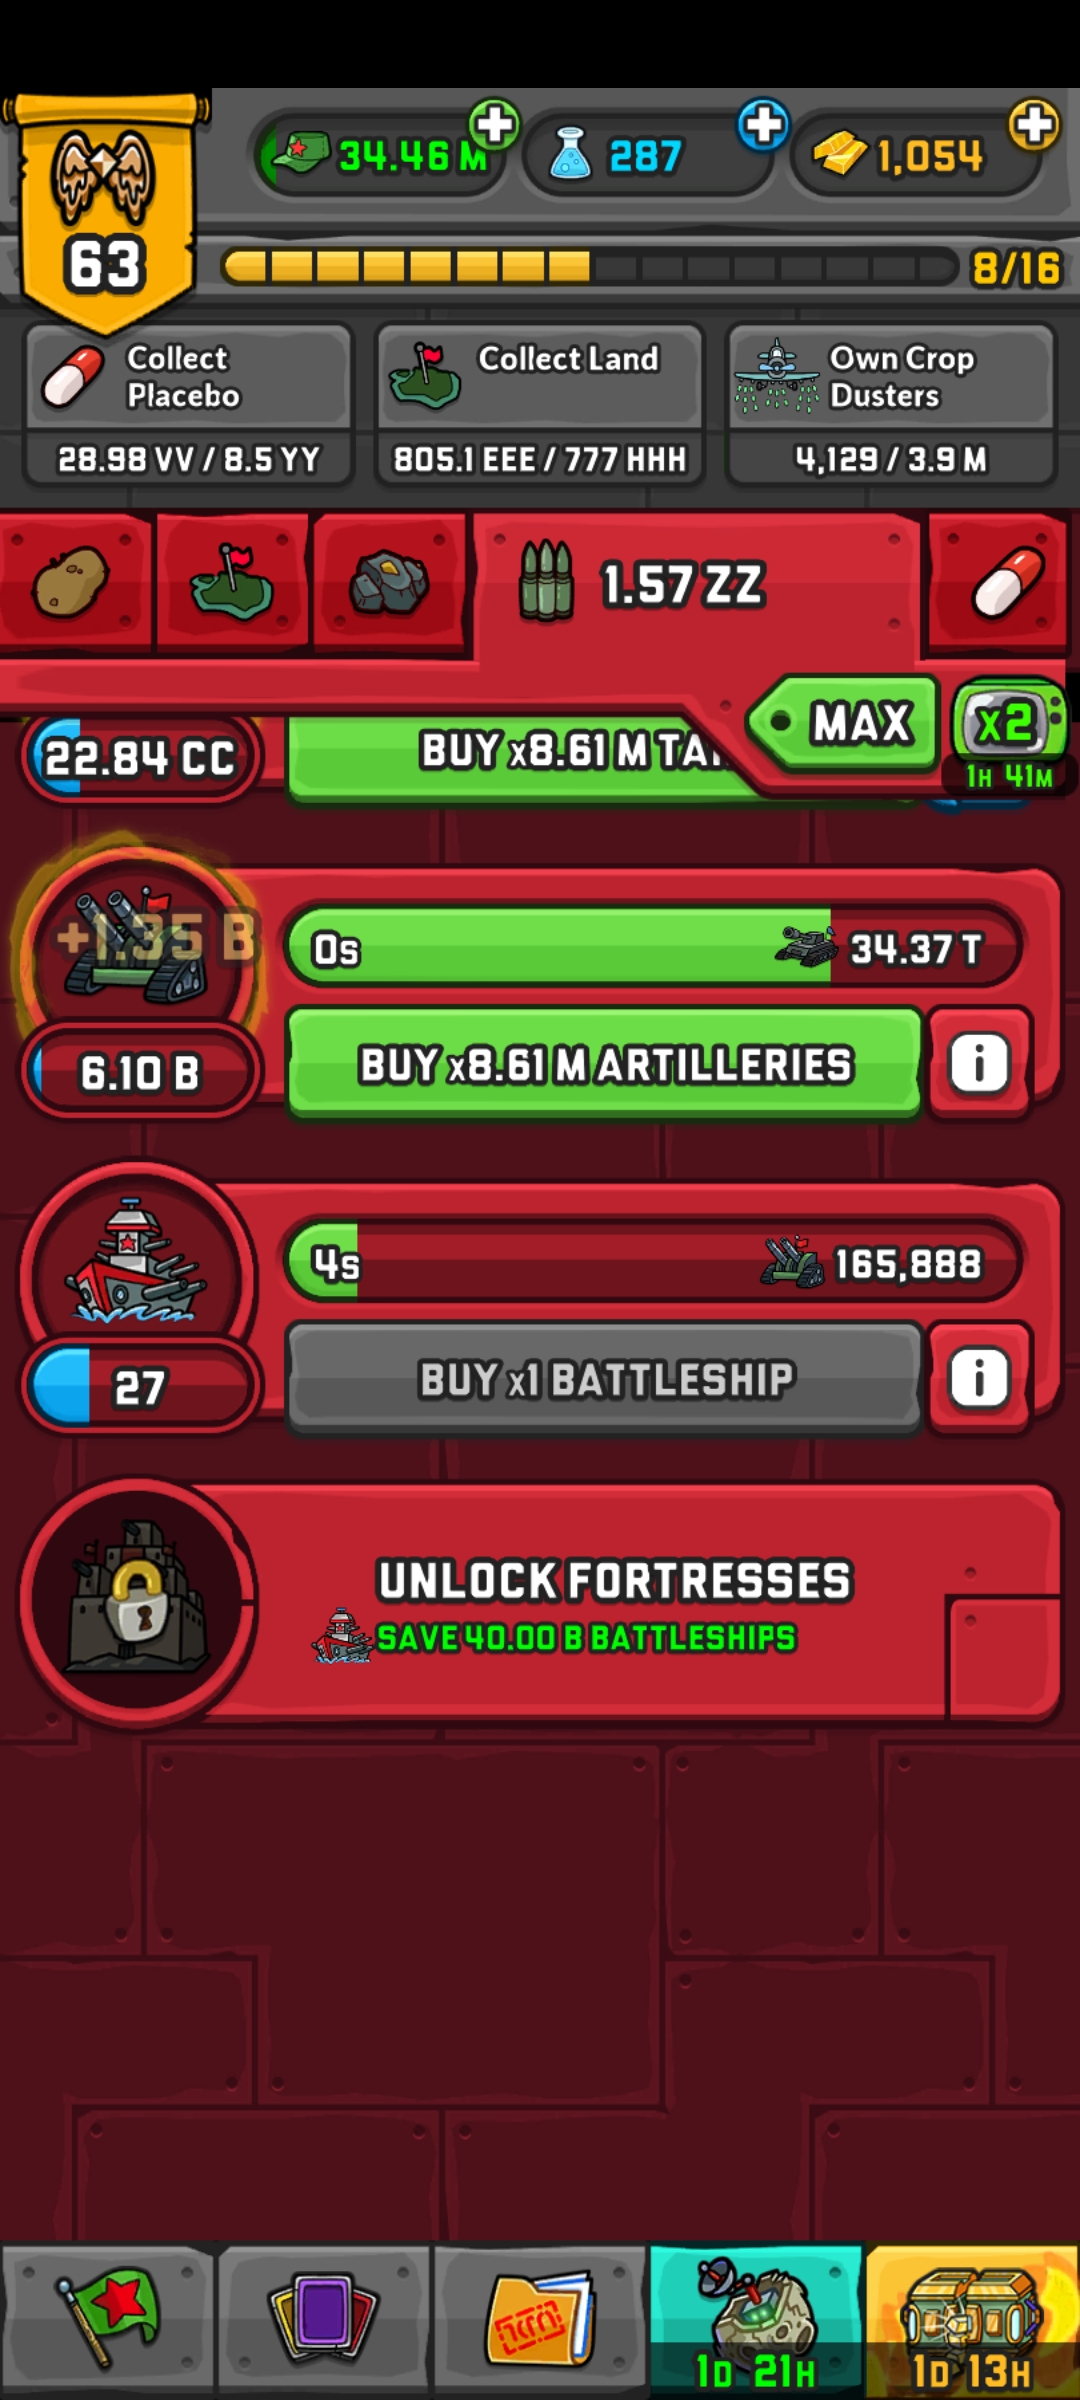 34.46 M
287
1,054
63
8/16
Collect
Placebo
28.98 VV / 8.5 YY
Collect Land
805.1 EEE / 777 HHH
Own Crop
Dusters
4,129 / 3.9 M
1.57 ZZ
MAX
x2
1H 41M
22.84 CC
BUY x8.61 M TA
+1.35 B
0s
34.37 T
6.10 B
BUY x8.61 M ARTILLERIES
i
4s
165,888
27
BUY x1 BATTLESHIP
i
UNLOCK FORTRESSES
SAVE 40.00 B BATTLESHIPS
1D 21H
1D 13H